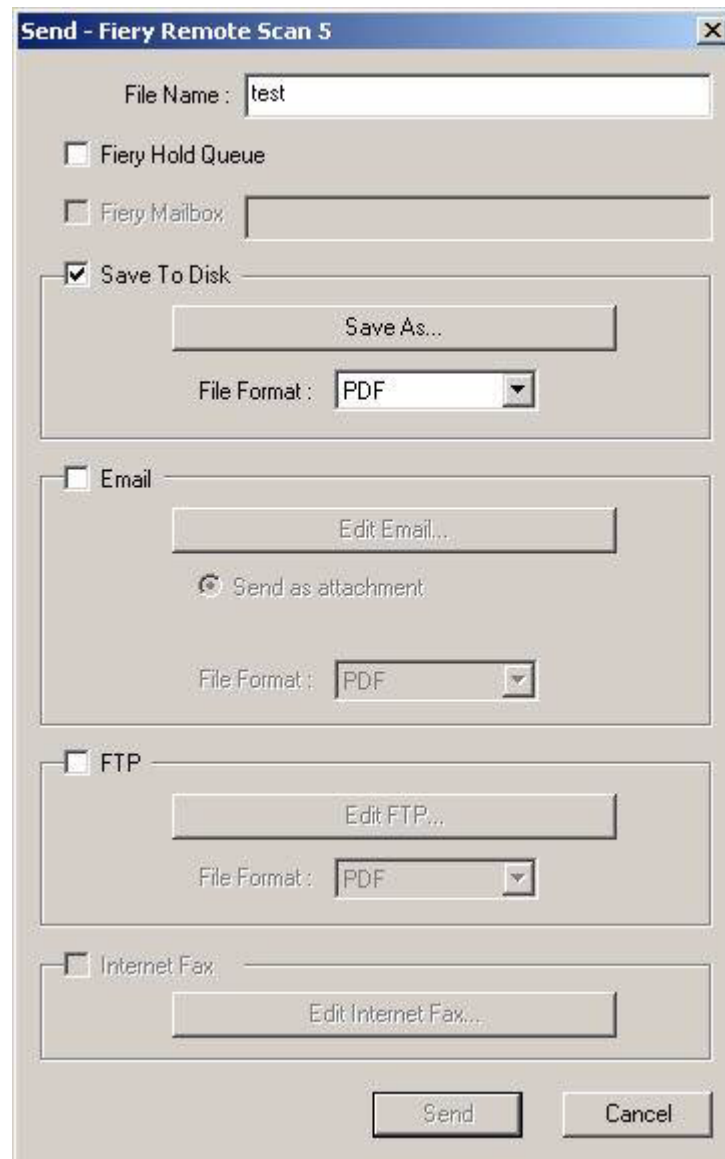 Send - Fiery Remote Scan 5
File Name : test
Fiery Hold Queue
Fiery Mailbox
Save To Disk
Save As...
File Format : PDF
Email
Edit Email...
Send as attachment
File Format : PDF
FTP
Edit FTP...
File Format : PDF
Internet Fax
Edit Internet Fax...
Send Cancel